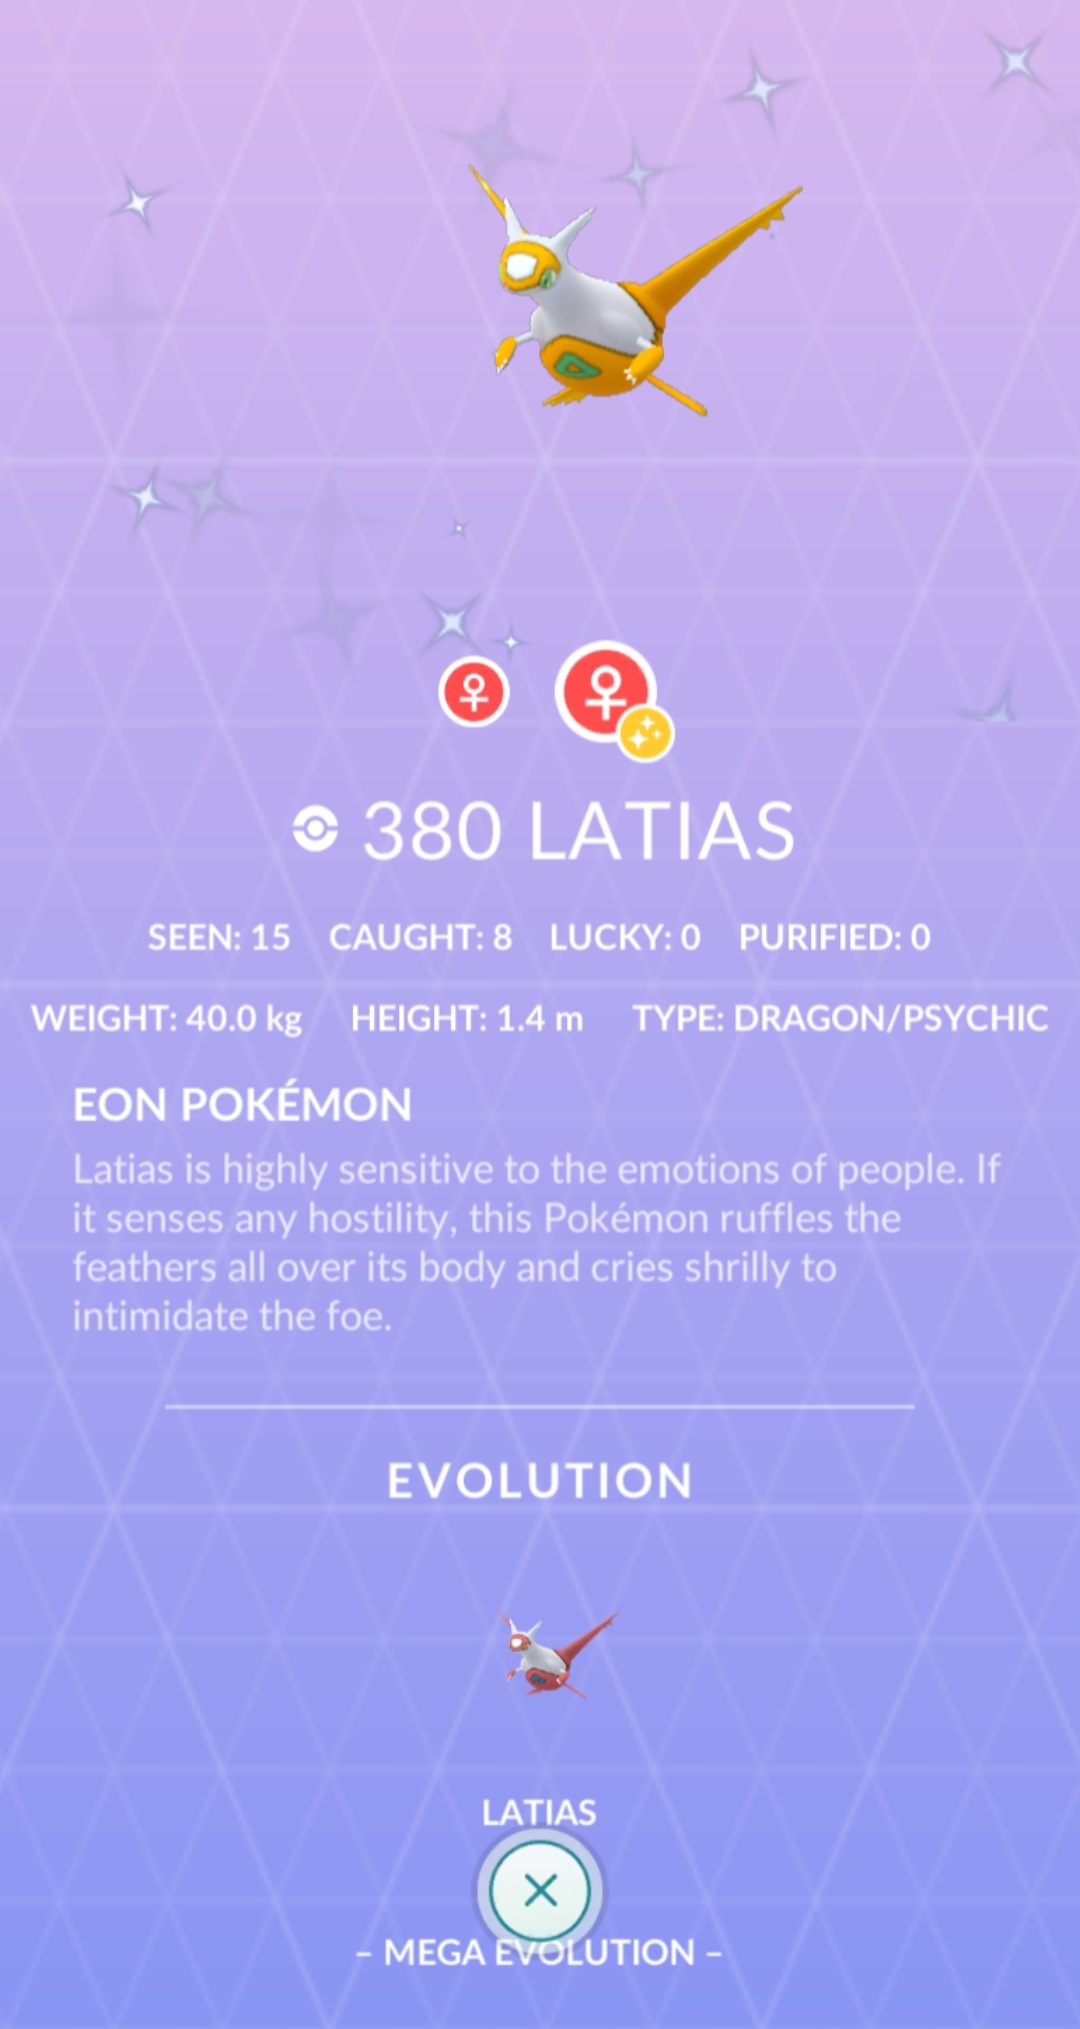 380 LATIAS
SEEN: 15 CAUGHT: 8 LUCKY: 0 PURIFIED: 0
WEIGHT: 40.0 kg HEIGHT: 1.4 m TYPE: DRAGON/PSYCHIC
EON POKÉMON
Latias is highly sensitive to the emotions of people. If
it senses any hostility, this Pokémon ruffles the
feathers all over its body and cries shrilly to
intimidate the foe.
EVOLUTION
LATIAS
– MEGA EVOLUTION –